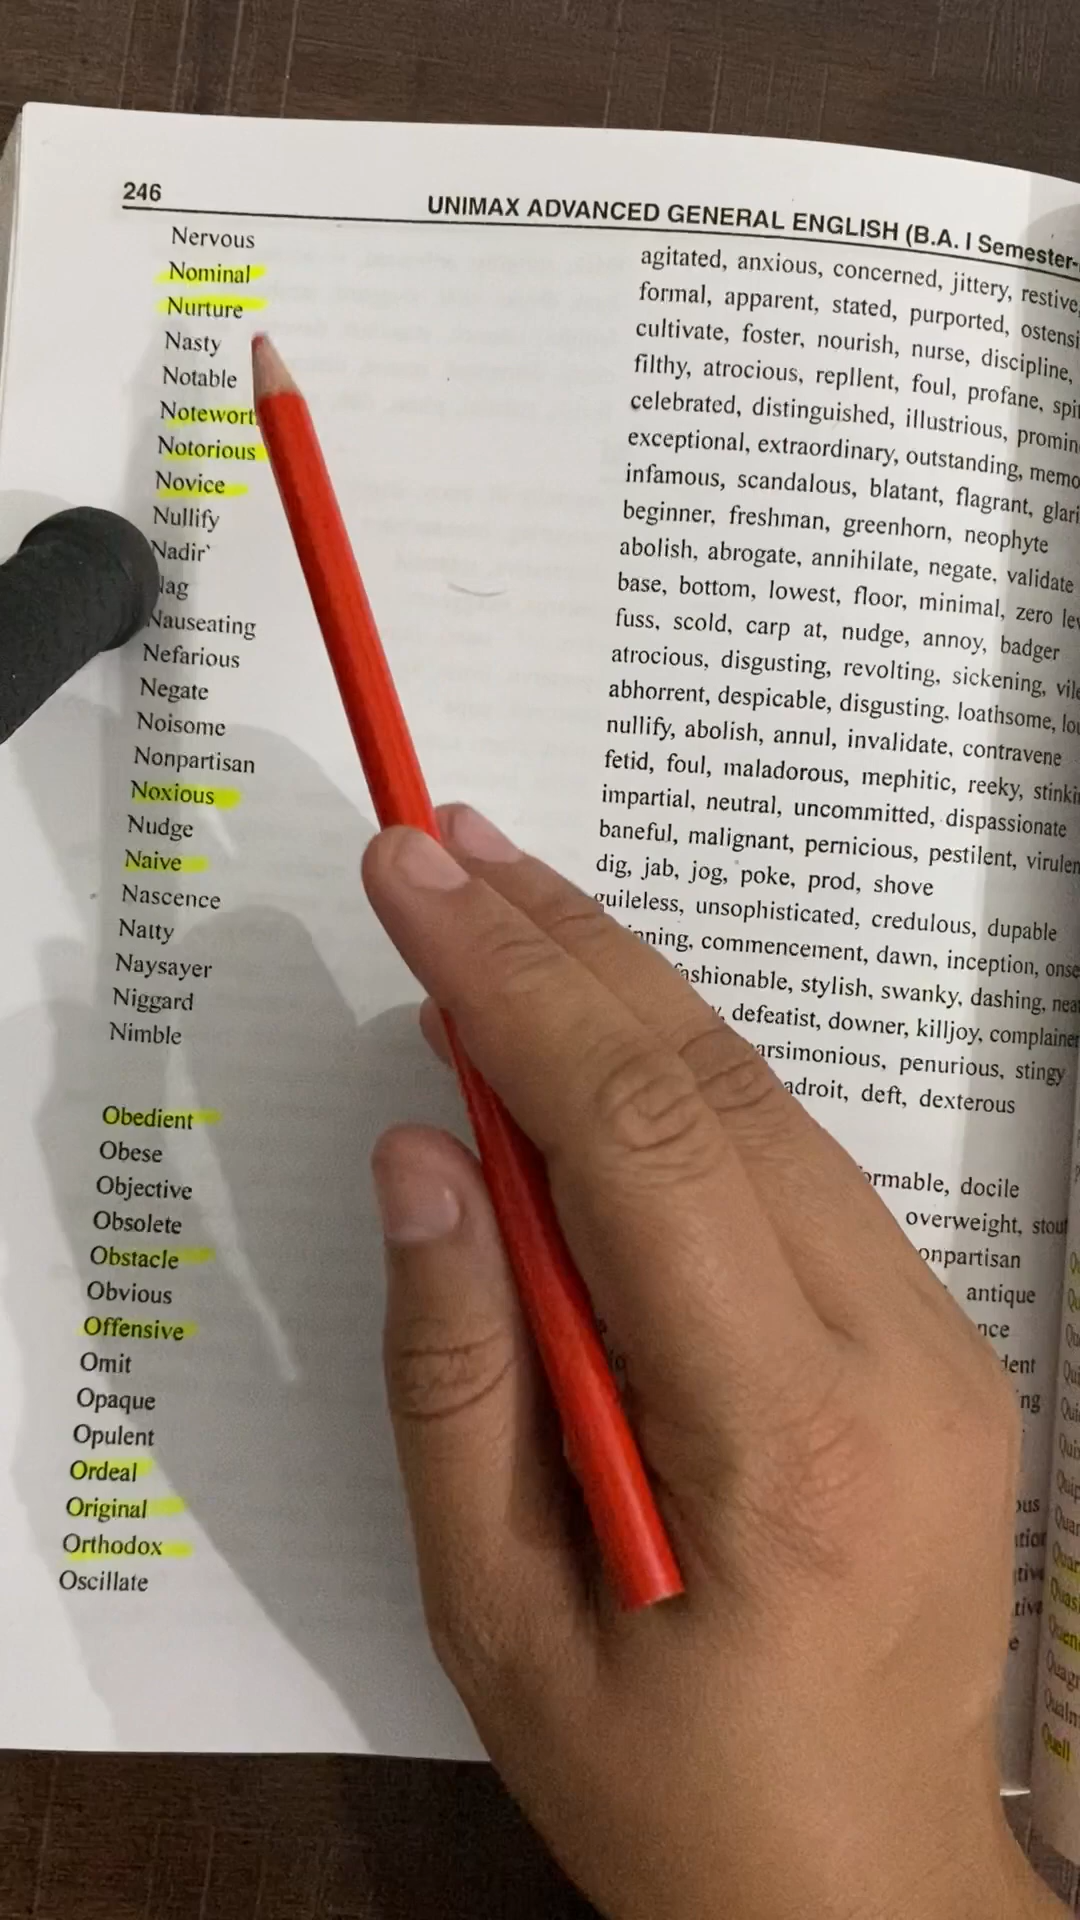 246
UNIMAX ADVANCED GENERAL ENGLISH (B.A. I Semester-
Nervous agitated, anxious, concerned, jittery, restive,
Nominal formal, apparent, stated, purported,
Nurture cultivate, foster, nourish, nurse, discipline,
Nasty filthy, atrocious, repllent, foul, profane,
Notable celebrated, distinguished, illustrious,
exceptional, extraordinary, outstanding,
Notorious infamous, scandalous, blatant, flagrant,
Novice beginner, freshman, greenhorn, neophyte
Nullify abolish, abrogate, annihilate, negate, validate
Nadir` base, bottom, lowest, floor, minimal, zero
fuss, scold, carp at, nudge, annoy, badger
Nauseating atrocious, disgusting, revolting, sickening,
Nefarious abhorrent, despicable, disgusting, loathsome,
Negate nullify, abolish, annul, invalidate, contravene
Noisome fetid, foul, maladorous, mephitic, reeky,
Nonpartisan impartial, neutral, uncommitted, dispassionate
Noxious baneful, malignant, pernicious, pestilent,
Nudge dig, jab, jog, poke, prod, shove
Naive guileless, unsophisticated, credulous, dupable
Nascence commencement, dawn, inception,
Natty fashionable, stylish, swanky, dashing,
Naysayer defeatist, downer, killjoy,
Niggard penurious, stingy
Nimble adroit, deft, dexterous
Obedient docile
Obese overweight,
Objective
Obsolete antique
Obstacle
Obvious
Offensive
Omit
Opaque
Opulent
Ordeal
Original
Orthodox
Oscillate
Quell